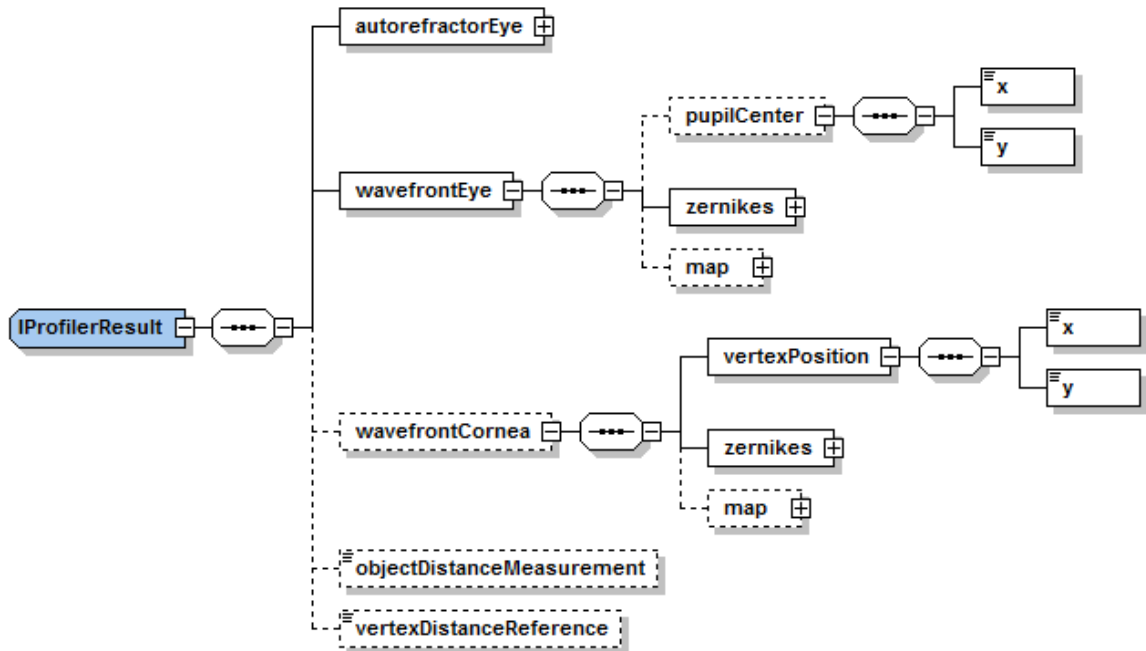 autorefractorEye
pupilCenter
x
y
wavefrontEye
zernikes
map
IProfilerResult
vertexPosition
x
y
wavefrontCornea
zernikes
map
objectDistanceMeasurement
vertexDistanceReference